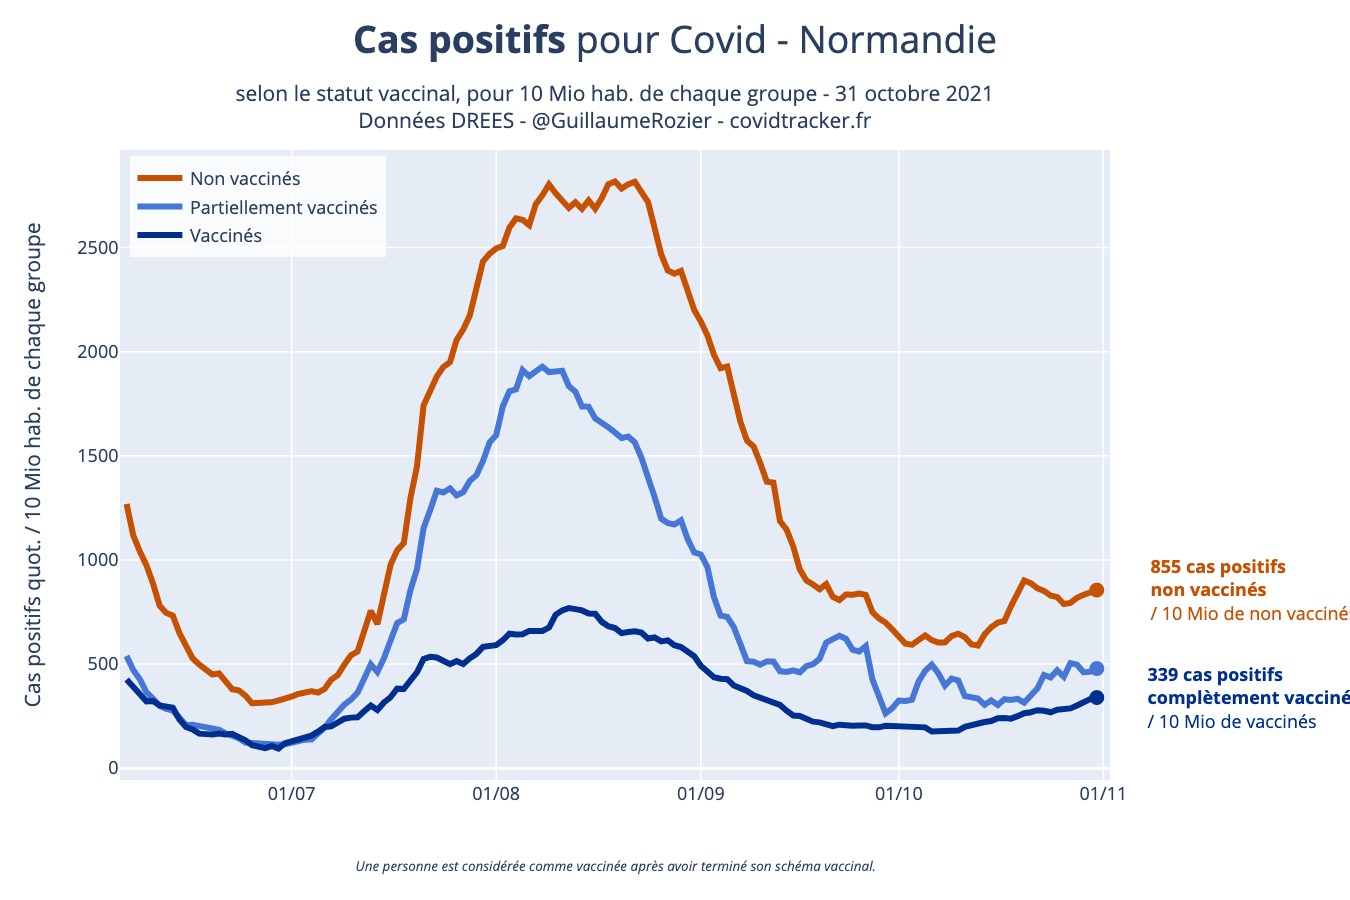 Cas positifs pour Covid - Normandie
selon le statut vaccinal, pour 10 Mio hab. de chaque groupe - 31 octobre 2021
Données DREES - @GuillaumeRozier - covidtracker.fr
Non vaccinés
Partiellement vaccinés
Vaccinés
Cas positifs quot. / 10 Mio hab. de chaque groupe
2500
2000
1500
1000
500
0
01/07
01/08
01/09
01/10
01/11
855 cas positifs
non vaccinés
/ 10 Mio de non vacciné
339 cas positifs
complètement vacciné
/ 10 Mio de vaccinés
Une personne est considérée comme vaccinée après avoir terminé son schéma vaccinal.